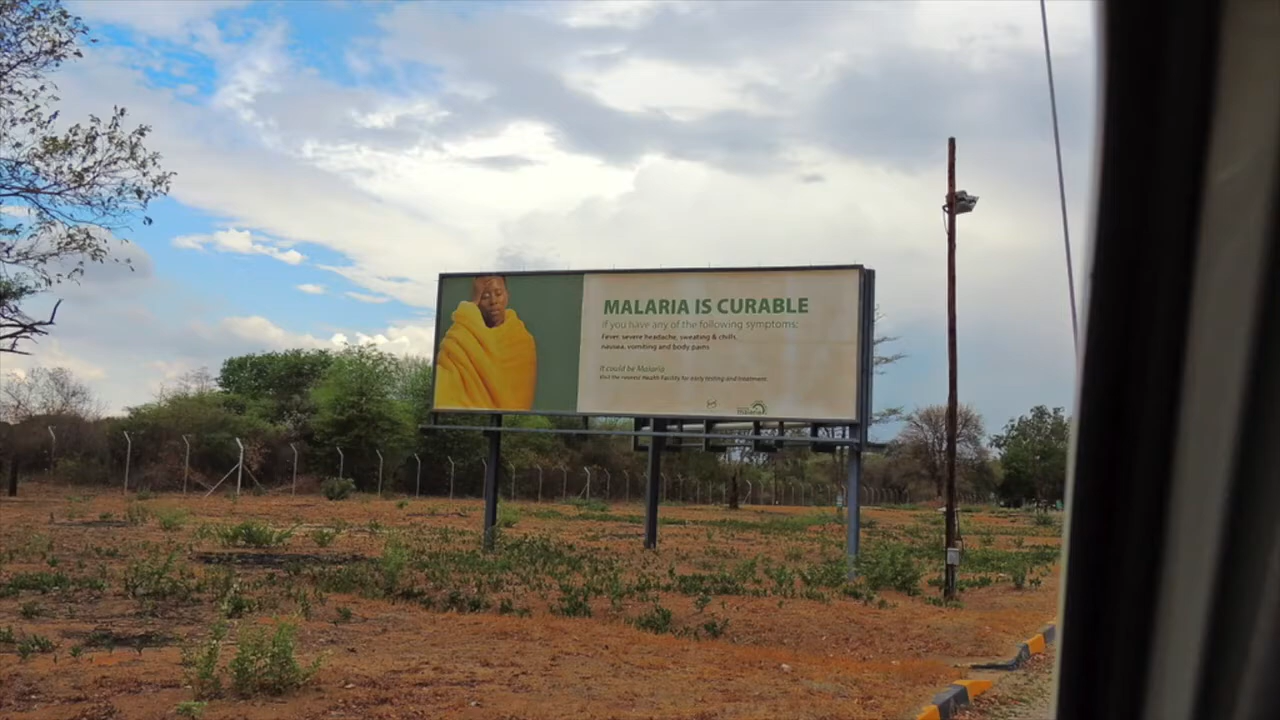 MALARIA IS CURABLE
If you have any of the following symptoms:
Fever, severe headache, sweating & chills,
nausea, vomiting and body pains
It could be Malaria
Visit the nearest Health Facility for early testing and treatment.
malaria